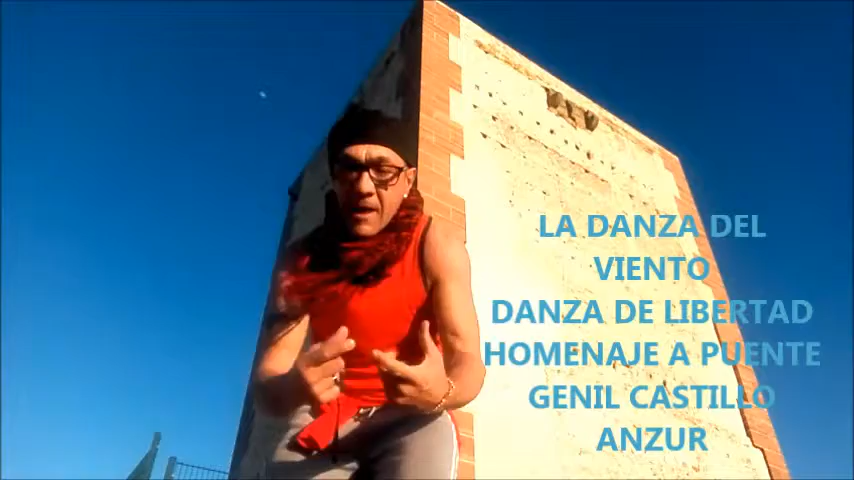 LA DANZA DEL
VIENTO
DANZA DE LIBERTAD
HOMENAJE A PUENTE
GENIL CASTILLO
ANZUR